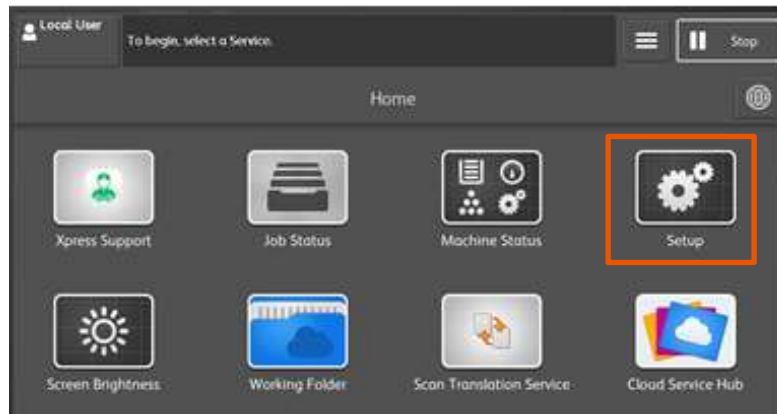 Local User
To begin, select a Service.
Stop
Home
Xpress Support
Job Status
Machine Status
Setup
Screen Brightness
Working Folder
Scan Translation Service
Cloud Service Hub